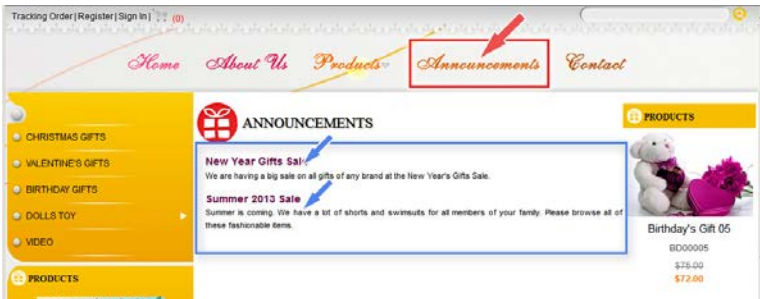 Tracking Order | Register | Sign In | (0)
Home About Us Products Announcements Contact
CHRISTMAS GIFTS
VALENTINE'S GIFTS
BIRTHDAY GIFTS
DOLLS TOY
VIDEO
PRODUCTS
ANNOUNCEMENTS
New Year Gifts Sale
We are having a big sale on all gifts of any brand at the New Year's Gifts Sale.
Summer 2013 Sale
Summer is coming. We have a lot of shorts and swimsuits for all members of your family. Please browse all of
these fashionable items.
PRODUCTS
Birthday's Gift 05
BD00005
$75.00
$72.00